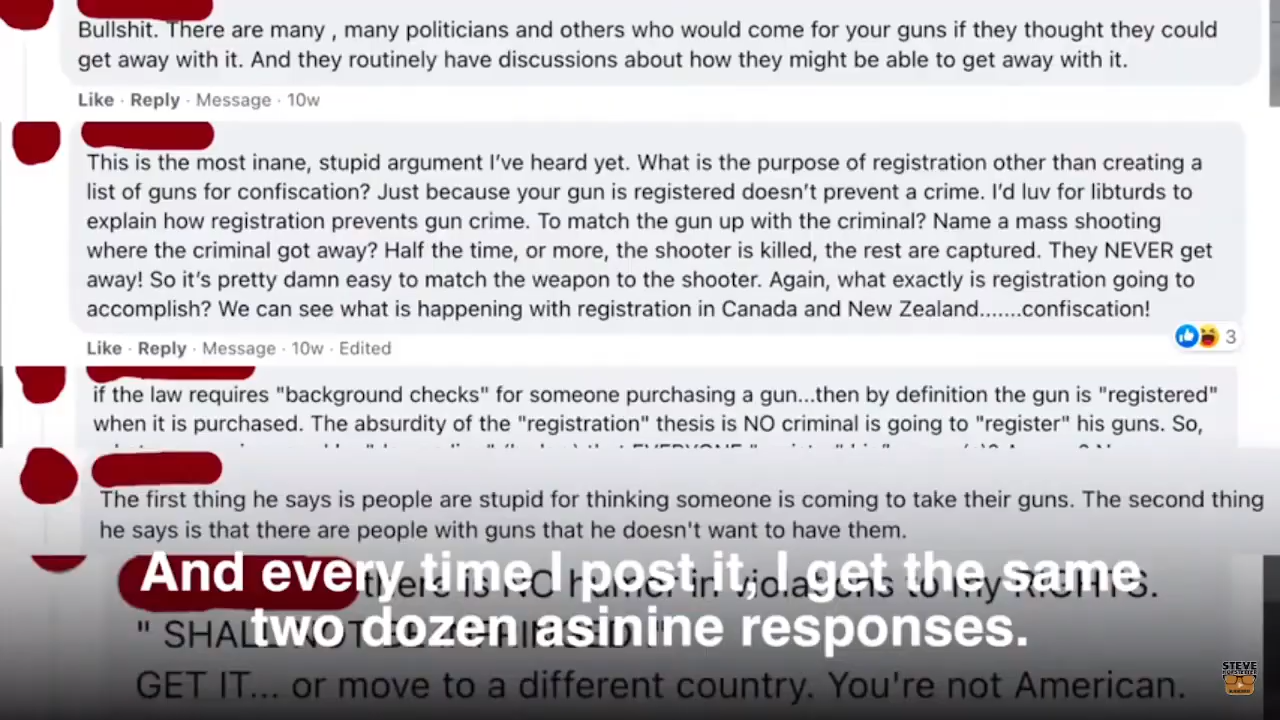 Bullshit. There are many , many politicians and others who would come for your guns if they thought they could
get away with it. And they routinely have discussions about how they might be able to get away with it.
Like · Reply · Message · 10w
This is the most inane, stupid argument I've heard yet. What is the purpose of registration other than creating a
list of guns for confiscation? Just because your gun is registered doesn't prevent a crime. I'd luv for libturds to
explain how registration prevents gun crime. To match the gun up with the criminal? Name a mass shooting
where the criminal got away? Half the time, or more, the shooter is killed, the rest are captured. They NEVER get
away! So it's pretty damn easy to match the weapon to the shooter. Again, what exactly is registration going to
accomplish? We can see what is happening with registration in Canada and New Zealand.......confiscation!
Like · Reply · Message · 10w · Edited
3
if the law requires "background checks" for someone purchasing a gun...then by definition the gun is "registered"
when it is purchased. The absurdity of the "registration" thesis is NO criminal is going to "register" his guns. So,
The first thing he says is people are stupid for thinking someone is coming to take their guns. The second thing
he says is that there are people with guns that he doesn't want to have them.
And every time I post it, I get the same
two dozen asinine responses.
there is NO humor in violations to my RIGHTS.
" SHALL NOT BE
GET IT... or move to a different country. You're not American.
STEVE